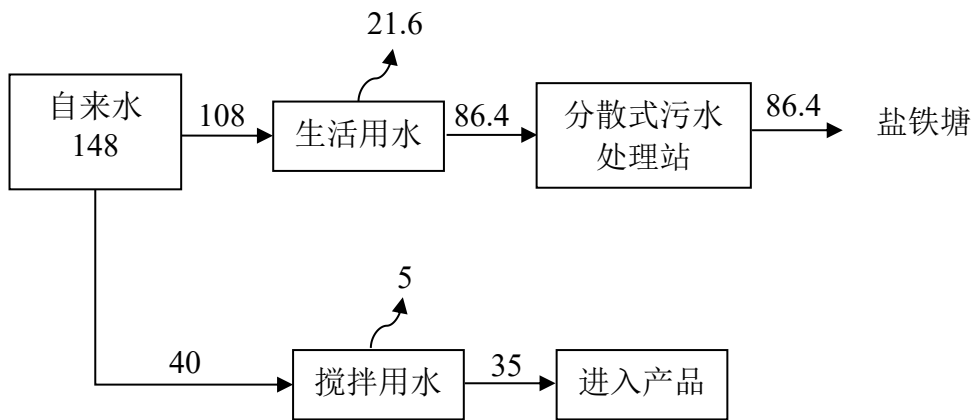 21.6
自来水
148
108
生活用水
86.4
分散式污水
处理站
86.4
盐铁塘
5
40
搅拌用水
35
进入产品